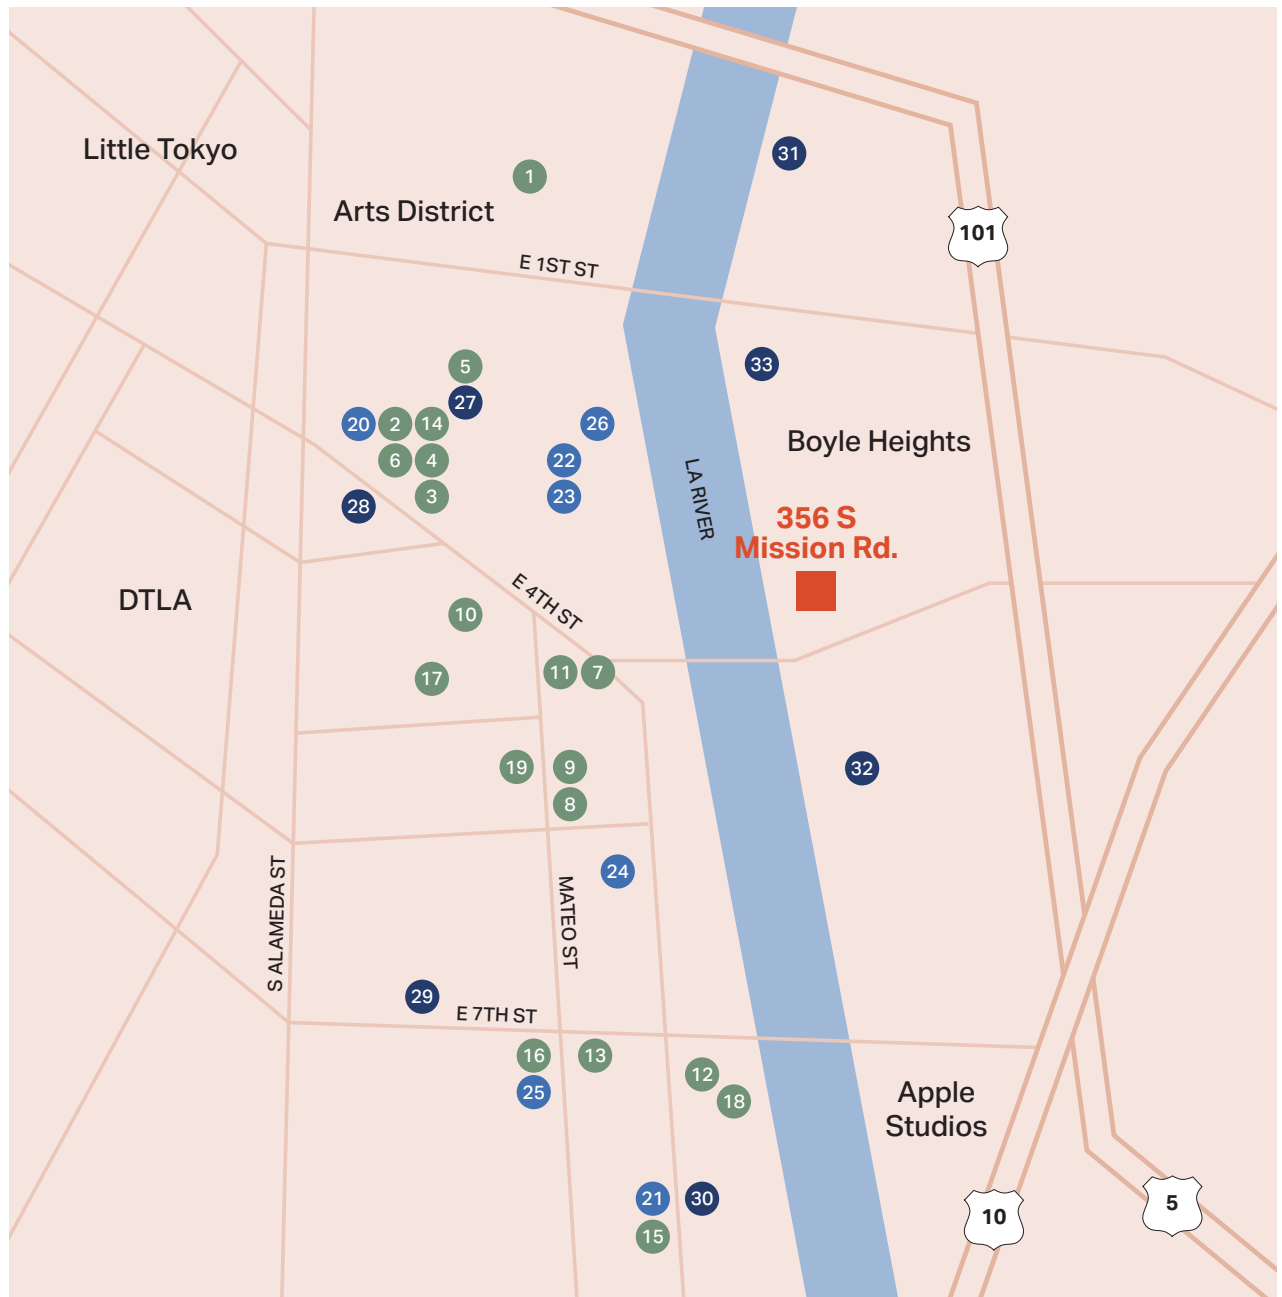 Little Tokyo
31
1
Arts District
101
E 1ST ST
5
33
27
20
2
14
26
Boyle Heights
6
4
22
3
23
28
LA RIVER
356 S
Mission Rd.
DTLA
E 4TH ST
10
11
7
17
19
9
32
8
24
S ALAMEDA ST
MATEO ST
29
E 7TH ST
16
13
12
25
18
Apple
Studios
21
30
10
5
15